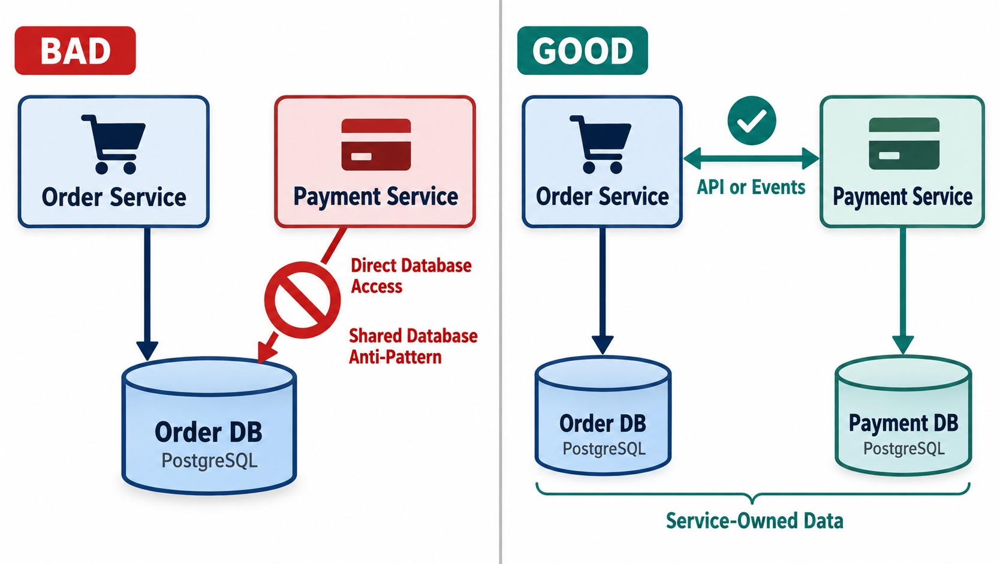 BAD
Order Service
Payment Service
Direct Database
Access
Shared Database
Anti-Pattern
Order DB
PostgreSQL
GOOD
Order Service
API or Events
Payment Service
Order DB
PostgreSQL
Payment DB
PostgreSQL
Service-Owned Data